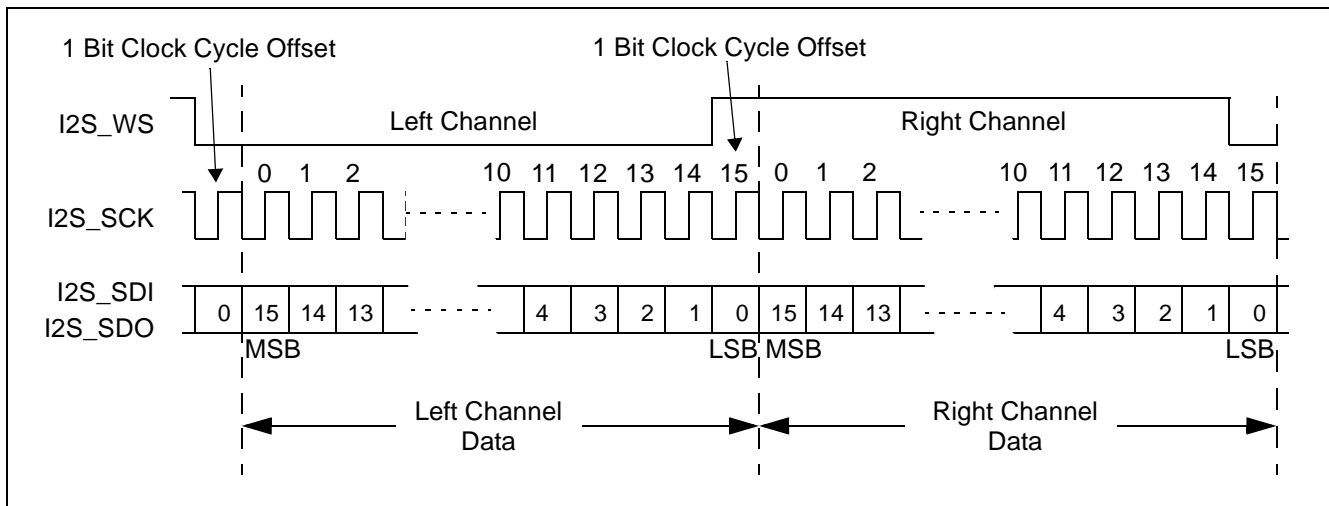 1 Bit Clock Cycle Offset 1 Bit Clock Cycle Offset
I2S_WS Left Channel Right Channel
0 1 2 10 11 12 13 14 15 0 1 2 10 11 12 13 14 15
I2S_SCK
I2S_SDI
0 15 14 13 4 3 2 1 0 15 14 13 4 3 2 1 0
I2S_SDO
MSB LSB MSB LSB
Left Channel Right Channel
Data Data